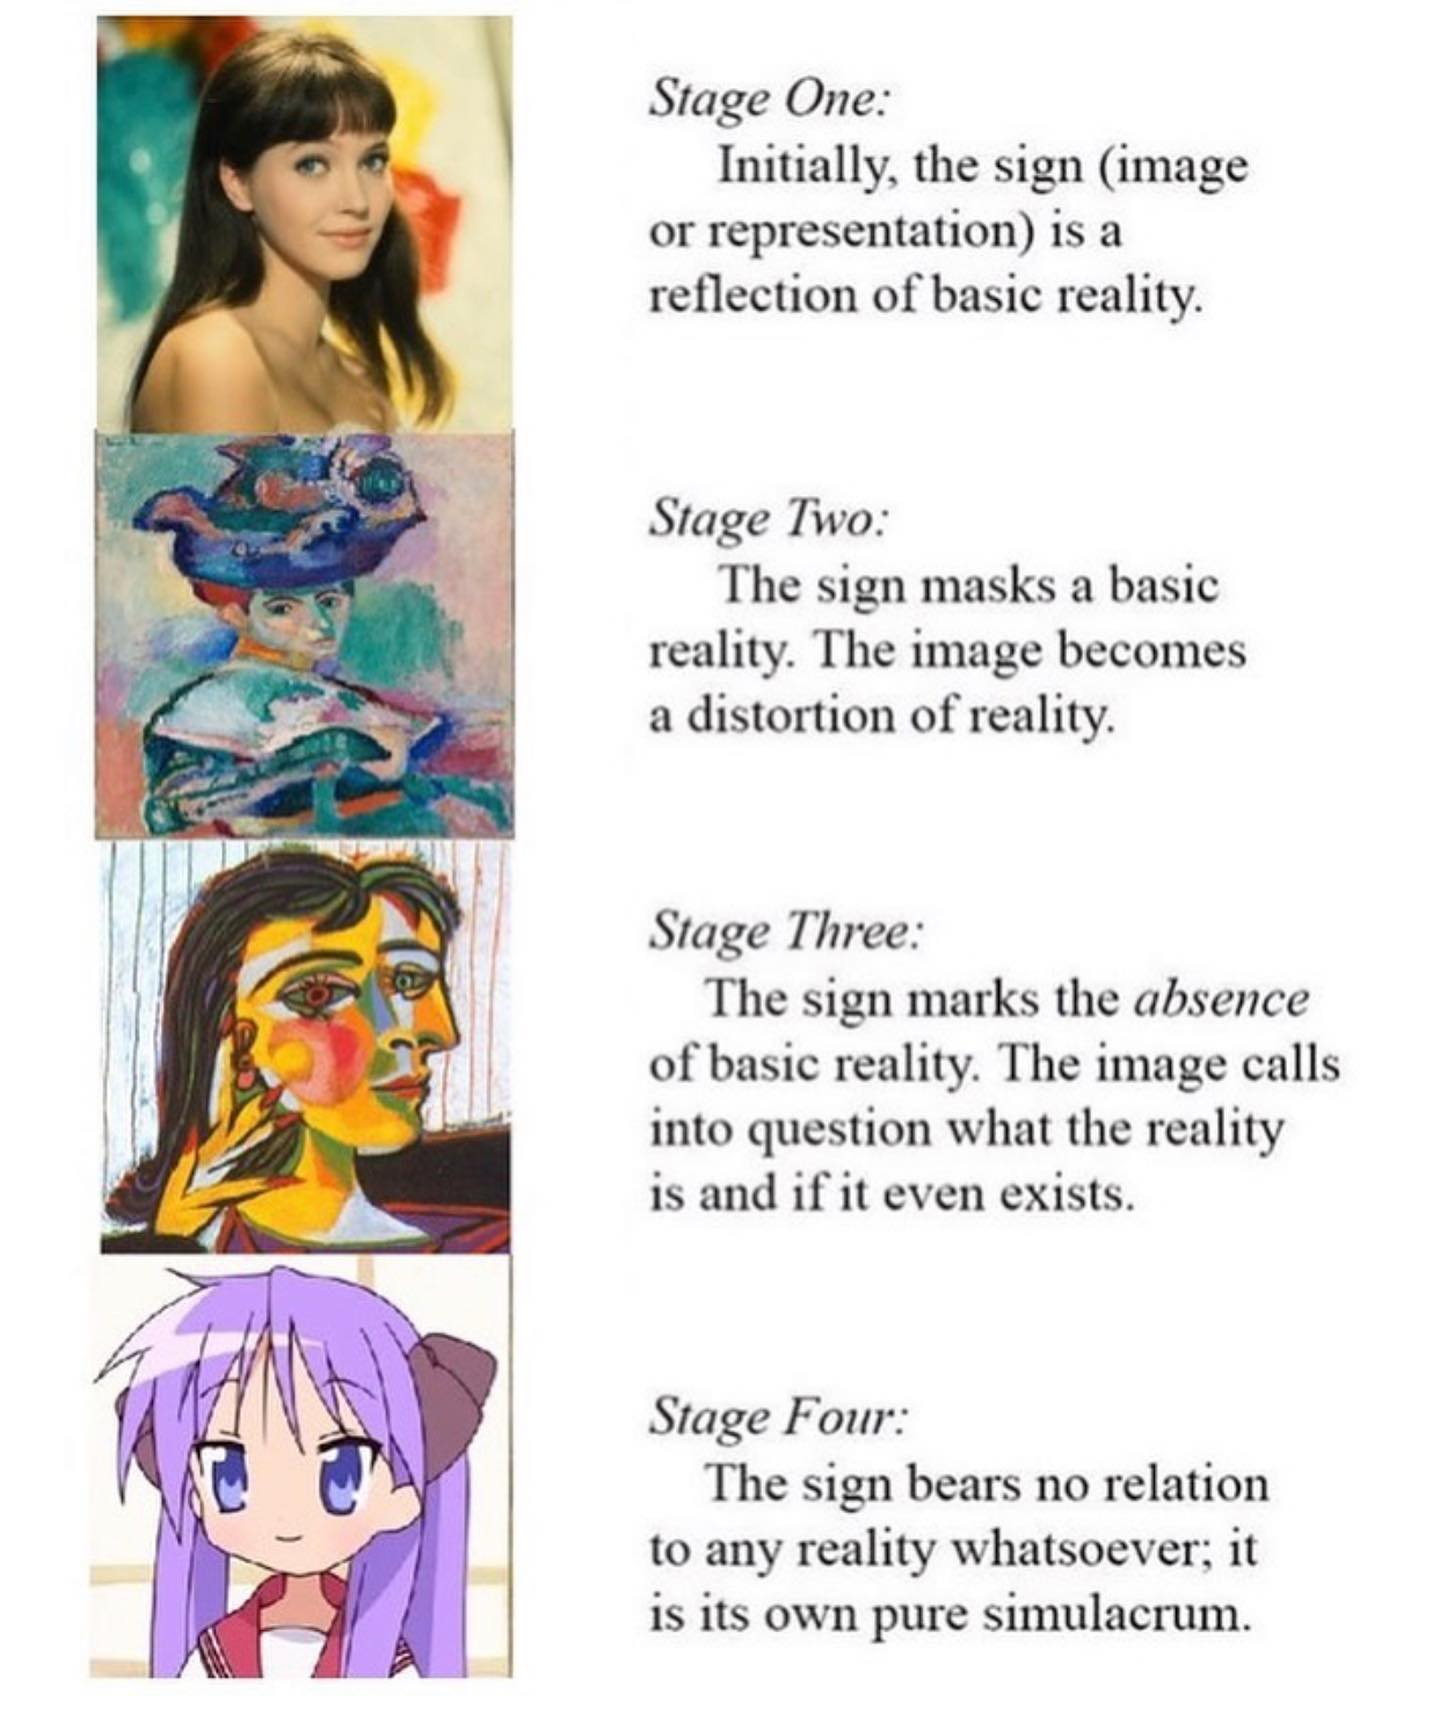 Stage One:
Initially, the sign (image
or representation) is a
reflection of basic reality.
Stage Two:
The sign masks a basic
reality. The image becomes
a distortion of reality.
Stage Three:
The sign marks the absence
of basic reality. The image calls
into question what the reality
is and if it even exists.
Stage Four:
The sign bears no relation
to any reality whatsoever; it
is its own pure simulacrum.